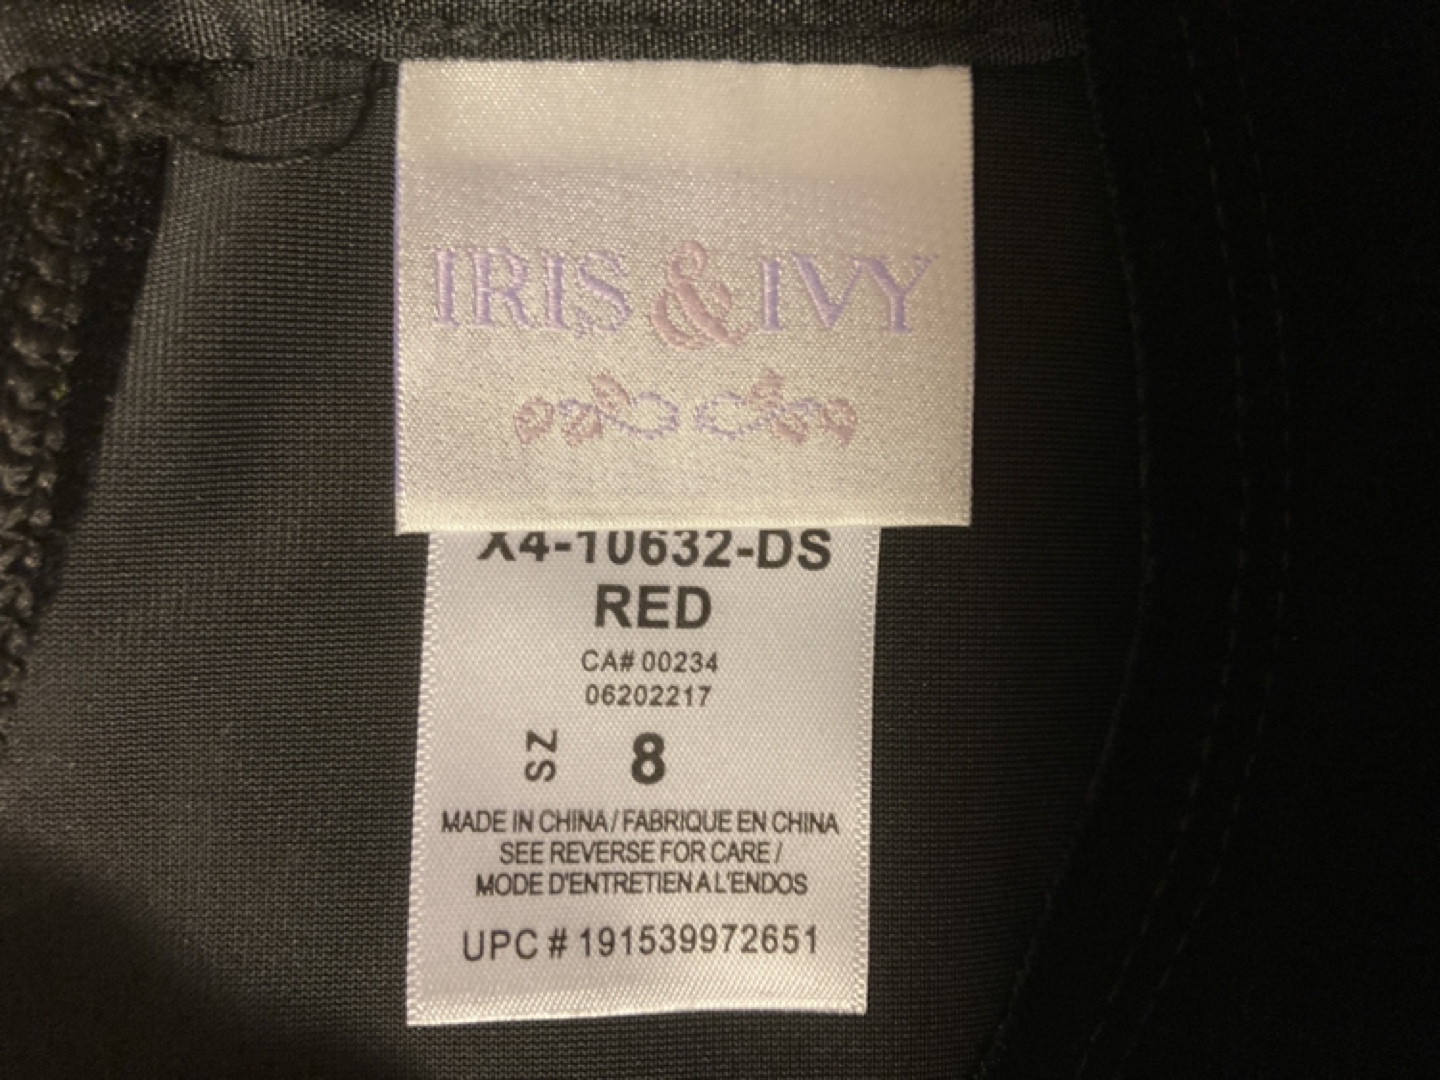 IRIS & IVY
X4-10632-DS
RED
CA# 00234
06202217
SZ 8
MADE IN CHINA / FABRIQUE EN CHINA
SEE REVERSE FOR CARE /
MODE D'ENTRETIEN A L'ENDOS
UPC # 191539972651